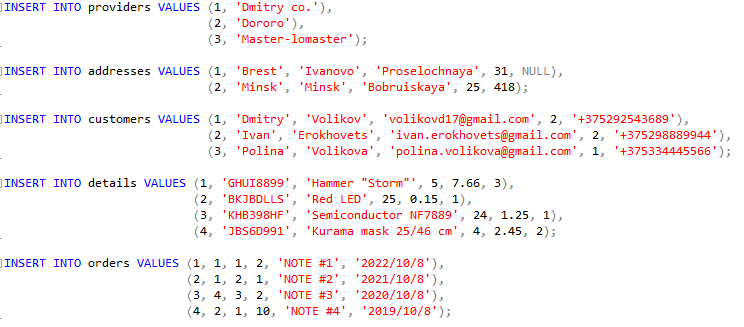 INSERT INTO providers VALUES (1, 'Dmitry co.'),
(2, 'Dororo'),
(3, 'Master-lomaster');
INSERT INTO addresses VALUES (1, 'Brest', 'Ivanovo', 'Proselochnaya', 31, NULL),
(2, 'Minsk', 'Minsk', 'Bobruiskaya', 25, 418);
INSERT INTO customers VALUES (1, 'Dmitry', 'Volikov', 'volikovd17@gmail.com', 2, '+375292543689'),
(2, 'Ivan', 'Erokhovets', 'ivan.erokhovets@gmail.com', 2, '+375298889944'),
(3, 'Polina', 'Volikova', 'polina.volikova@gmail.com', 1, '+375334445566');
INSERT INTO details VALUES (1, 'GHUI8899', 'Hammer "Storm"', 5, 7.66, 3),
(2, 'BKJBDLLS', 'Red LED', 25, 0.15, 1),
(3, 'KHB398HF', 'Semiconductor NF7889', 24, 1.25, 1),
(4, 'JBS6D991', 'Kurama mask 25/46 cm', 4, 2.45, 2);
INSERT INTO orders VALUES (1, 1, 1, 2, 'NOTE #1', '2022/10/8'),
(2, 1, 2, 1, 'NOTE #2', '2021/10/8'),
(3, 4, 3, 2, 'NOTE #3', '2020/10/8'),
(4, 2, 1, 10, 'NOTE #4', '2019/10/8');